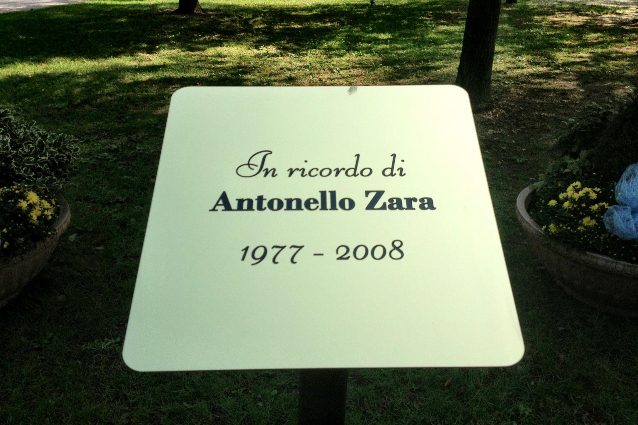 In ricordo di
Antonello Zara
1977 - 2008